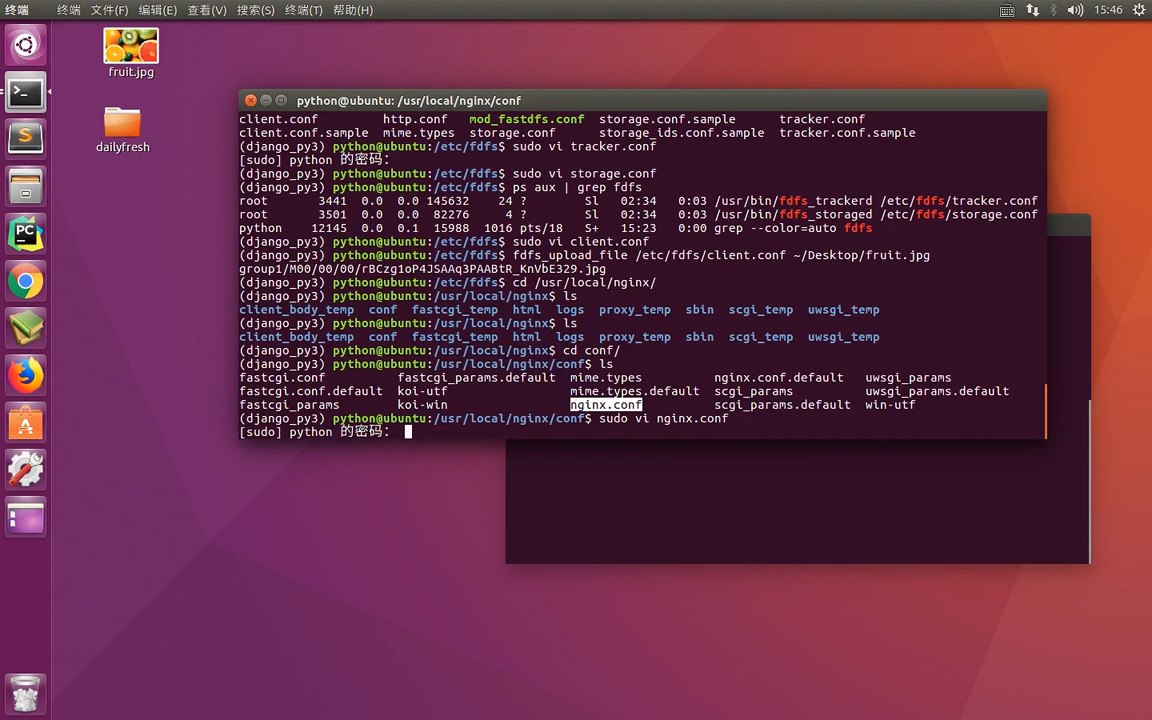 终端 终端 文件(F) 编辑(E) 查看(V) 搜索(S) 终端(T) 帮助(H) 15:46
fruit.jpg
dailyfresh
python@ubuntu: /usr/local/nginx/conf
client.conf http.conf mod_fastdfs.conf storage.conf.sample tracker.conf
client.conf.sample mime.types storage.conf storage_ids.conf.sample tracker.conf.sample
(django_py3) python@ubuntu:/etc/fdfs$ sudo vi tracker.conf
[sudo] python 的密码：
(django_py3) python@ubuntu:/etc/fdfs$ sudo vi storage.conf
(django_py3) python@ubuntu:/etc/fdfs$ ps aux | grep fdfs
root 3441 0.0 0.0 145632 24 ? Sl 02:34 0:03 /usr/bin/fdfs_trackerd /etc/fdfs/tracker.conf
root 3501 0.0 0.0 82276 4 ? Sl 02:34 0:03 /usr/bin/fdfs_storaged /etc/fdfs/storage.conf
python 12145 0.0 0.1 15988 1016 pts/18 S+ 15:23 0:00 grep --color=auto fdfs
(django_py3) python@ubuntu:/etc/fdfs$ sudo vi client.conf
(django_py3) python@ubuntu:/etc/fdfs$ fdfs_upload_file /etc/fdfs/client.conf ~/Desktop/fruit.jpg
group1/M00/00/00/rBCzg1oP4JSAAq3PAABtR_KnVbE329.jpg
(django_py3) python@ubuntu:/etc/fdfs$ cd /usr/local/nginx/
(django_py3) python@ubuntu:/usr/local/nginx$ ls
client_body_temp conf fastcgi_temp html logs proxy_temp sbin scgi_temp uwsgi_temp
(django_py3) python@ubuntu:/usr/local/nginx$ ls
client_body_temp conf fastcgi_temp html logs proxy_temp sbin scgi_temp uwsgi_temp
(django_py3) python@ubuntu:/usr/local/nginx$ cd conf/
(django_py3) python@ubuntu:/usr/local/nginx/conf$ ls
fastcgi.conf fastcgi_params.default mime.types nginx.conf.default uwsgi_params
fastcgi.conf.default koi-utf mime.types.default scgi_params uwsgi_params.default
fastcgi_params koi-win nginx.conf scgi_params.default win-utf
(django_py3) python@ubuntu:/usr/local/nginx/conf$ sudo vi nginx.conf
[sudo] python 的密码：